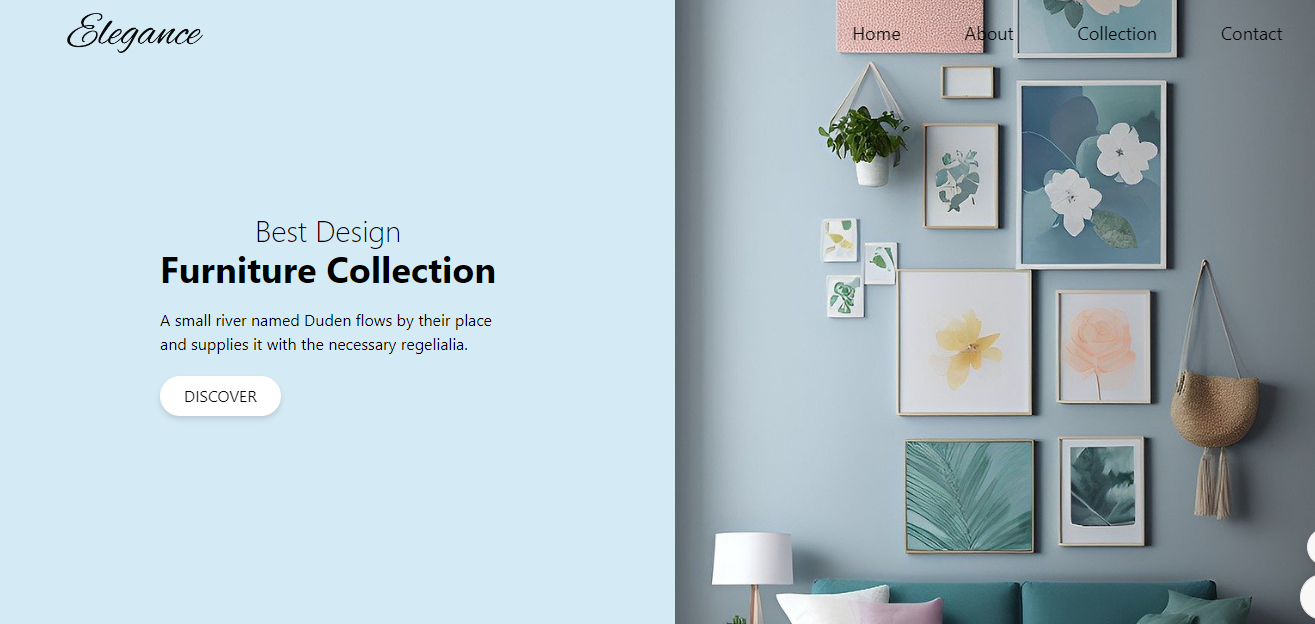 Elegance
Home About Collection Contact
Best Design
Furniture Collection
A small river named Duden flows by their place
and supplies it with the necessary regelialia.
DISCOVER